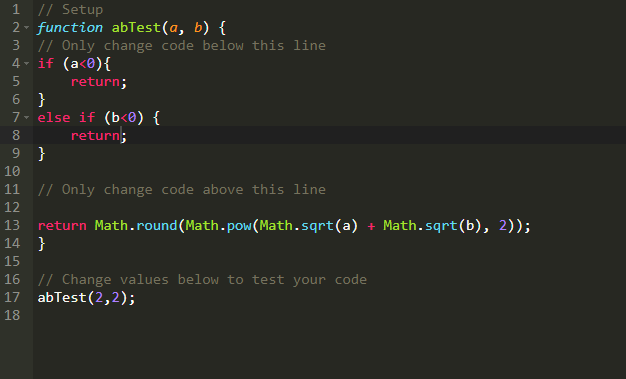 1 // Setup
2 function abTest(a, b) {
3 // Only change code below this line
4 if (a<0){
5 return;
6 }
7 else if (b<0) {
8 return;
9 }
10
11 // Only change code above this line
12
13 return Math.round(Math.pow(Math.sqrt(a) + Math.sqrt(b), 2));
14 }
15
16 // Change values below to test your code
17 abTest(2,2);
18